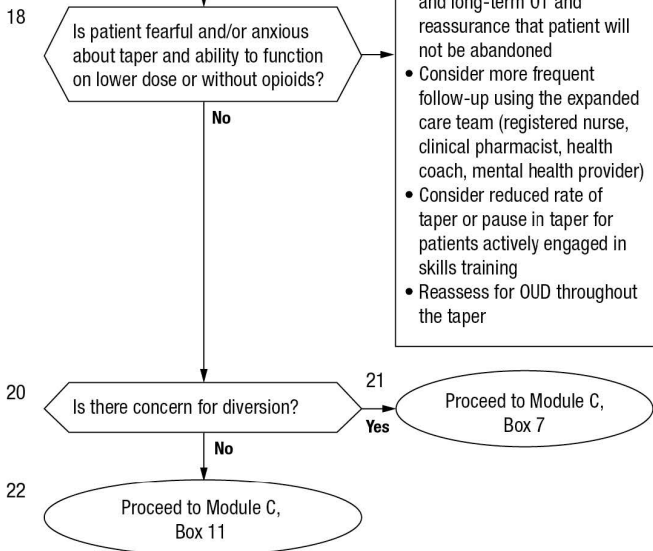 and long-term OT and
reassurance that patient will
not be abandoned
• Consider more frequent
follow-up using the expanded
care team (registered nurse,
clinical pharmacist, health
coach, mental health provider)
• Consider reduced rate of
taper or pause in taper for
patients actively engaged in
skills training
• Reassess for OUD throughout
the taper
18
Is patient fearful and/or anxious
about taper and ability to function
on lower dose or without opioids?
No
20
Is there concern for diversion?
Yes
21
Proceed to Module C,
Box 7
No
22
Proceed to Module C,
Box 11